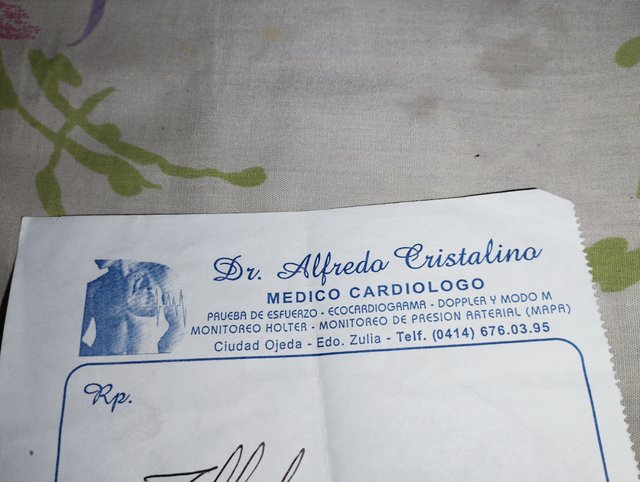 Dr. Alfredo Cristalino
MEDICO CARDIOLOGO
PRUEBA DE ESFUERZO - ECOCARDIOGRAMA - DOPPLER Y MODO M
MONITOREO HOLTER - MONITOREO DE PRESION ARTERIAL (MAPA)
Ciudad Ojeda - Edo. Zulia - Telf. (0414) 676.03.95
Rp.